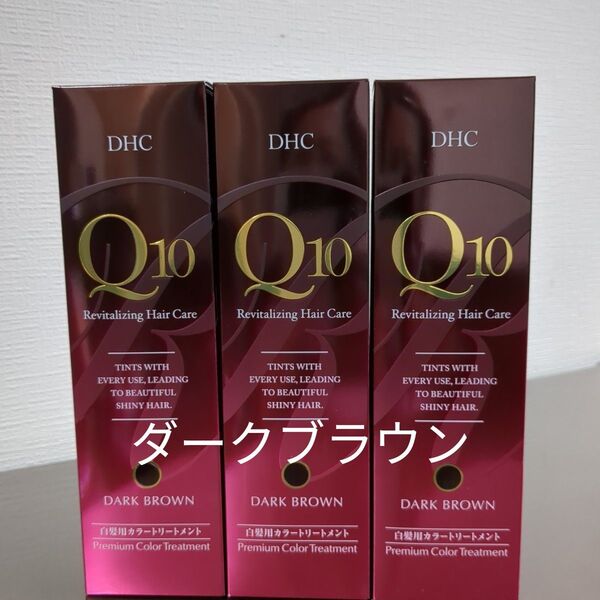 DHC
Q10
Revitalizing Hair Care
TINTS WITH
EVERY USE, LEADING
TO BEAUTIFUL
SHINY HAIR.
DARK BROWN
白髪用カラートリートメント
Premium Color Treatment
DHC
Q10
Revitalizing Hair Care
TINTS WITH
EVERY USE, LEADING
TO BEAUTIFUL
SHINY HAIR.
DARK BROWN
白髪用カラートリートメント
Premium Color Treatment
DHC
Q10
Revitalizing Hair Care
TINTS WITH
EVERY USE, LEADING
TO BEAUTIFUL
SHINY HAIR.
DARK BROWN
白髪用カラートリートメント
Premium Color Treatment
ダークブラウン